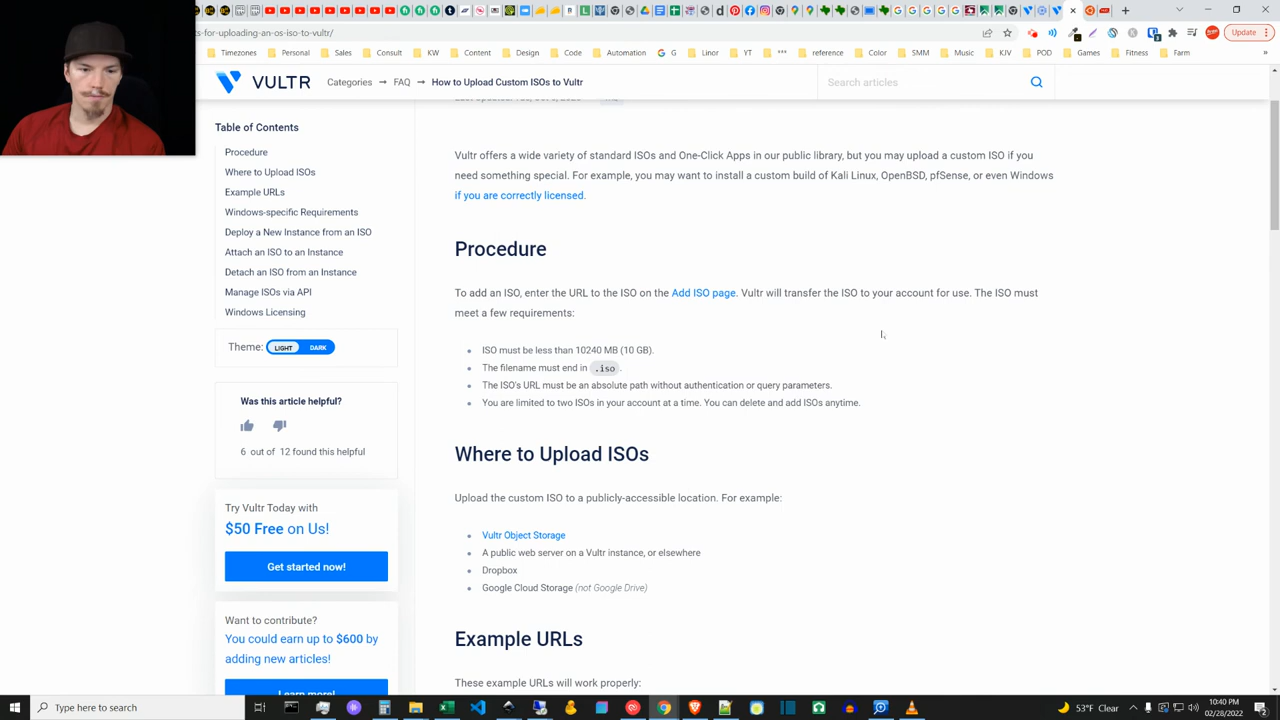 Update
ts-for-uploading-an-os-iso-to-vultr/
Timezones Personal Sales Consult KW Content Design Code Automation G Linor YT *** reference Color SMM Music KJV POD Games Fitness Farm »
VULTR Categories → FAQ → How to Upload Custom ISOs to Vultr Search articles
Table of Contents
Procedure
Where to Upload ISOs
Example URLs
Windows-specific Requirements
Deploy a New Instance from an ISO
Attach an ISO to an Instance
Detach an ISO from an Instance
Manage ISOs via API
Windows Licensing
Theme: LIGHT DARK
Was this article helpful?
6 out of 12 found this helpful
Try Vultr Today with
$50 Free on Us!
Get started now!
Want to contribute?
You could earn up to $600 by
adding new articles!
Learn more!
Vultr offers a wide variety of standard ISOs and One-Click Apps in our public library, but you may upload a custom ISO if you
need something special. For example, you may want to install a custom build of Kali Linux, OpenBSD, pfSense, or even Windows
if you are correctly licensed.
Procedure
To add an ISO, enter the URL to the ISO on the Add ISO page. Vultr will transfer the ISO to your account for use. The ISO must
meet a few requirements:
• ISO must be less than 10240 MB (10 GB).
• The filename must end in .iso.
• The ISO's URL must be an absolute path without authentication or query parameters.
• You are limited to two ISOs in your account at a time. You can delete and add ISOs anytime.
Where to Upload ISOs
Upload the custom ISO to a publicly-accessible location. For example:
• Vultr Object Storage
• A public web server on a Vultr instance, or elsewhere
• Dropbox
• Google Cloud Storage (not Google Drive)
Example URLs
These example URLs will work properly:
Type here to search
53°F Clear
10:40 PM
02/28/2022